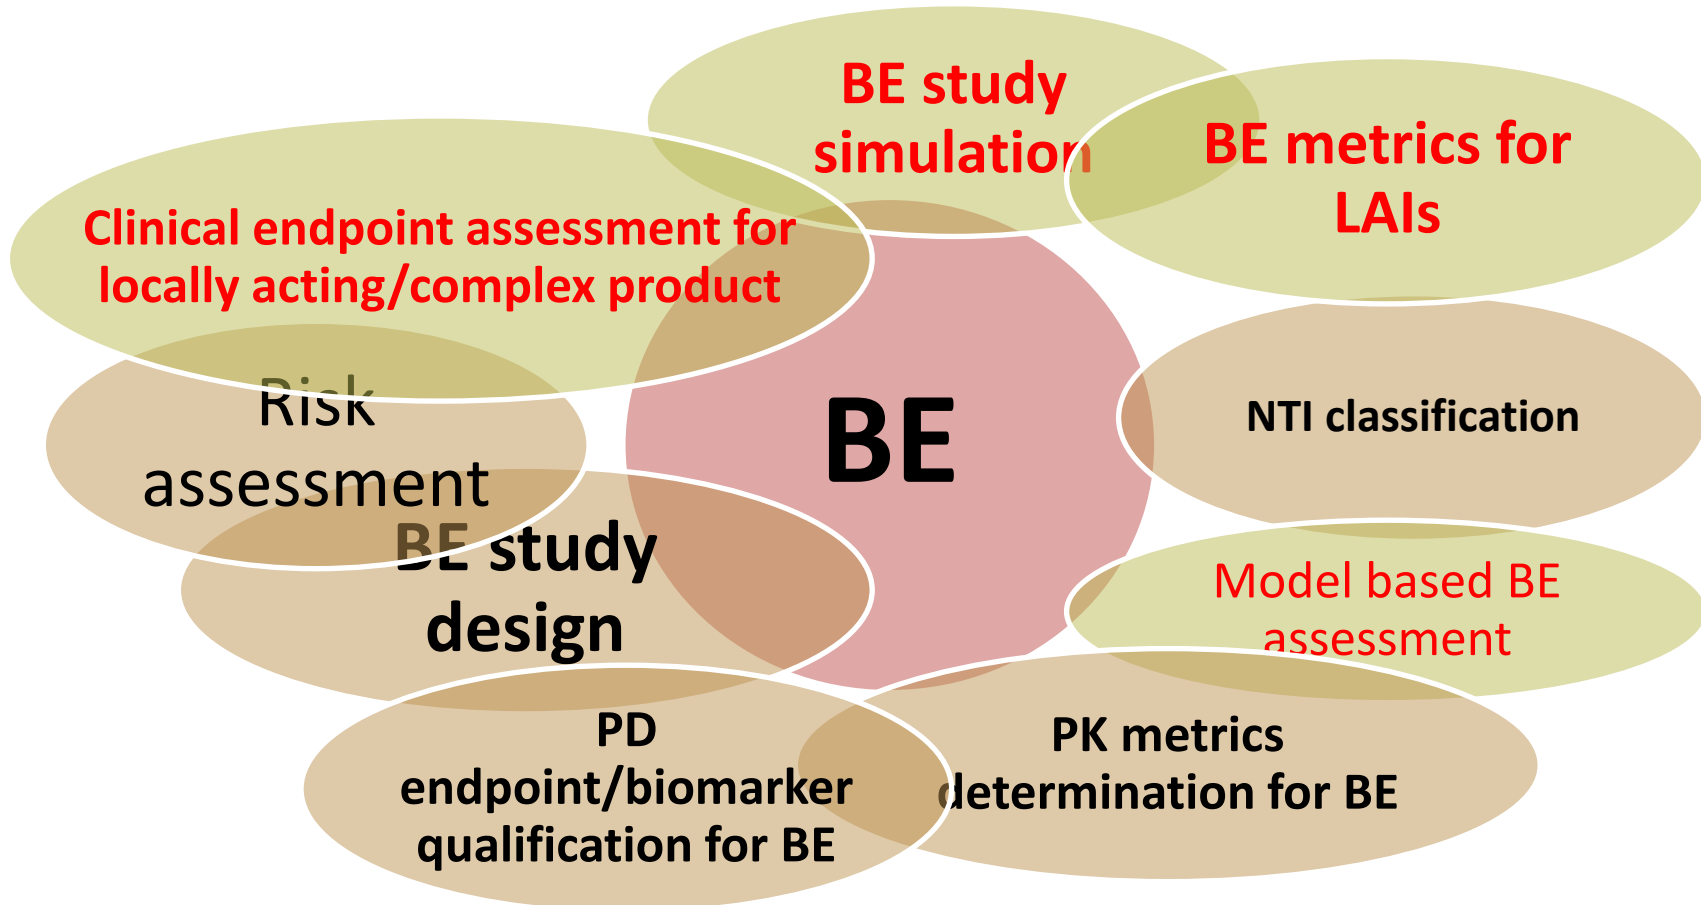 BE study
simulation
BE metrics for
LAIs
Clinical endpoint assessment for
locally acting/complex product
Risk
assessment
BE
NTI classification
BE study
design
Model based BE
assessment
PD
endpoint/biomarker
qualification for BE
PK metrics
determination for BE